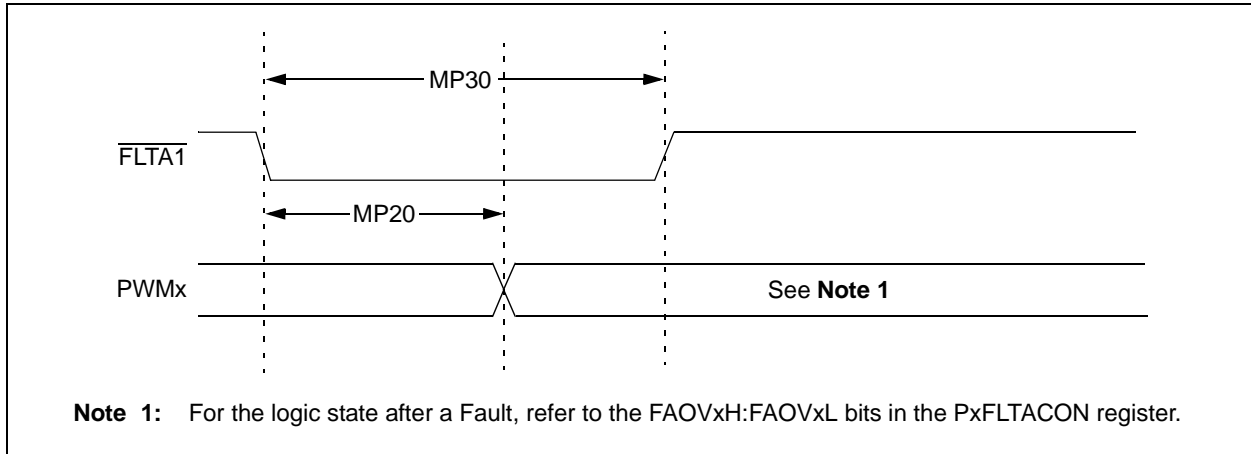 MP30
FLTA1
MP20
PWMx
See Note 1
Note 1: For the logic state after a Fault, refer to the FAOVxH:FAOVxL bits in the PxFLTACON register.